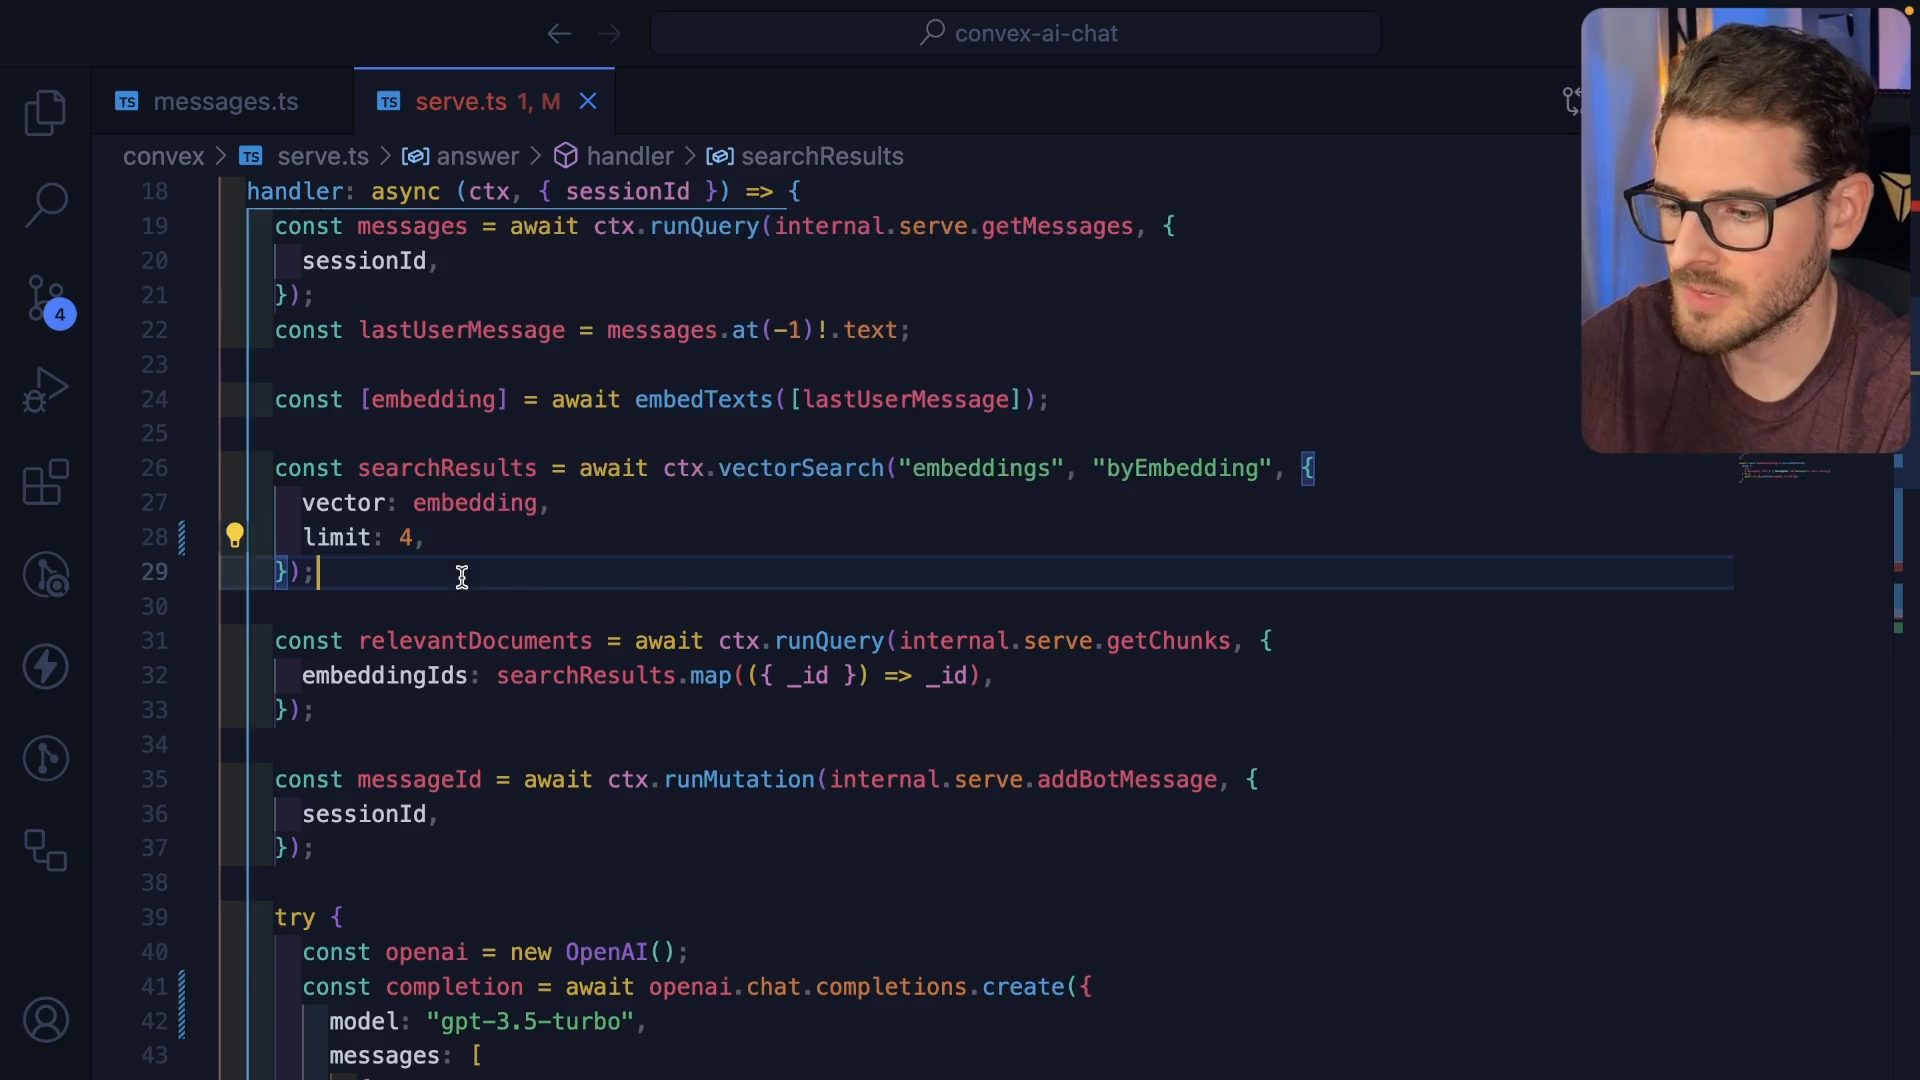 convex-ai-chat
TS messages.ts
TS serve.ts 1, M
convex > TS serve.ts > answer > handler > searchResults
4
18 handler: async (ctx, { sessionId }) => {
19 const messages = await ctx.runQuery(internal.serve.getMessages, {
20 sessionId,
21 });
22 const lastUserMessage = messages.at(-1)!.text;
23
24 const [embedding] = await embedTexts([lastUserMessage]);
25
26 const searchResults = await ctx.vectorSearch("embeddings", "byEmbedding", {
27 vector: embedding,
28 limit: 4,
29 });
30
31 const relevantDocuments = await ctx.runQuery(internal.serve.getChunks, {
32 embeddingIds: searchResults.map(({ _id }) => _id),
33 });
34
35 const messageId = await ctx.runMutation(internal.serve.addBotMessage, {
36 sessionId,
37 });
38
39 try {
40 const openai = new OpenAI();
41 const completion = await openai.chat.completions.create({
42 model: "gpt-3.5-turbo",
43 messages: [